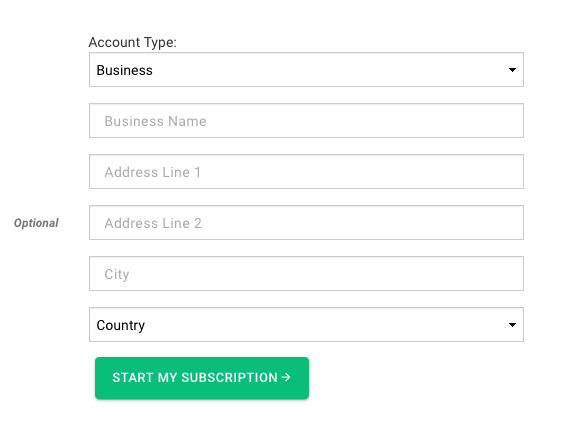 Account Type:
Business
Business Name
Address Line 1
Optional
Address Line 2
City
Country
START MY SUBSCRIPTION →